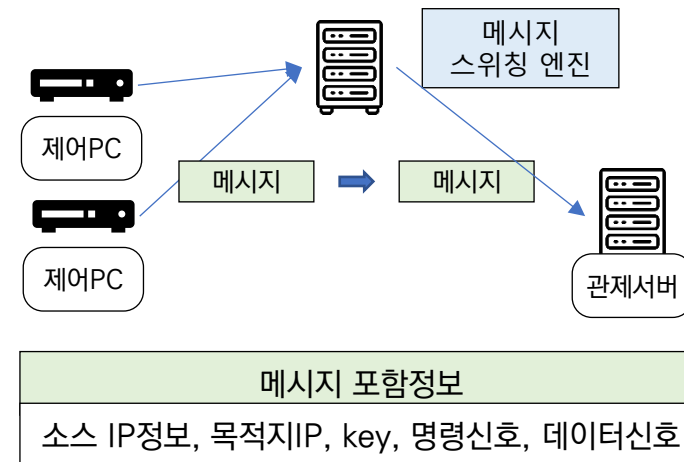 메시지
스위칭 엔진
제어PC
메시지
메시지
제어PC
관제서버
메시지 포함정보
소스 IP정보, 목적지IP, key, 명령신호, 데이터신호